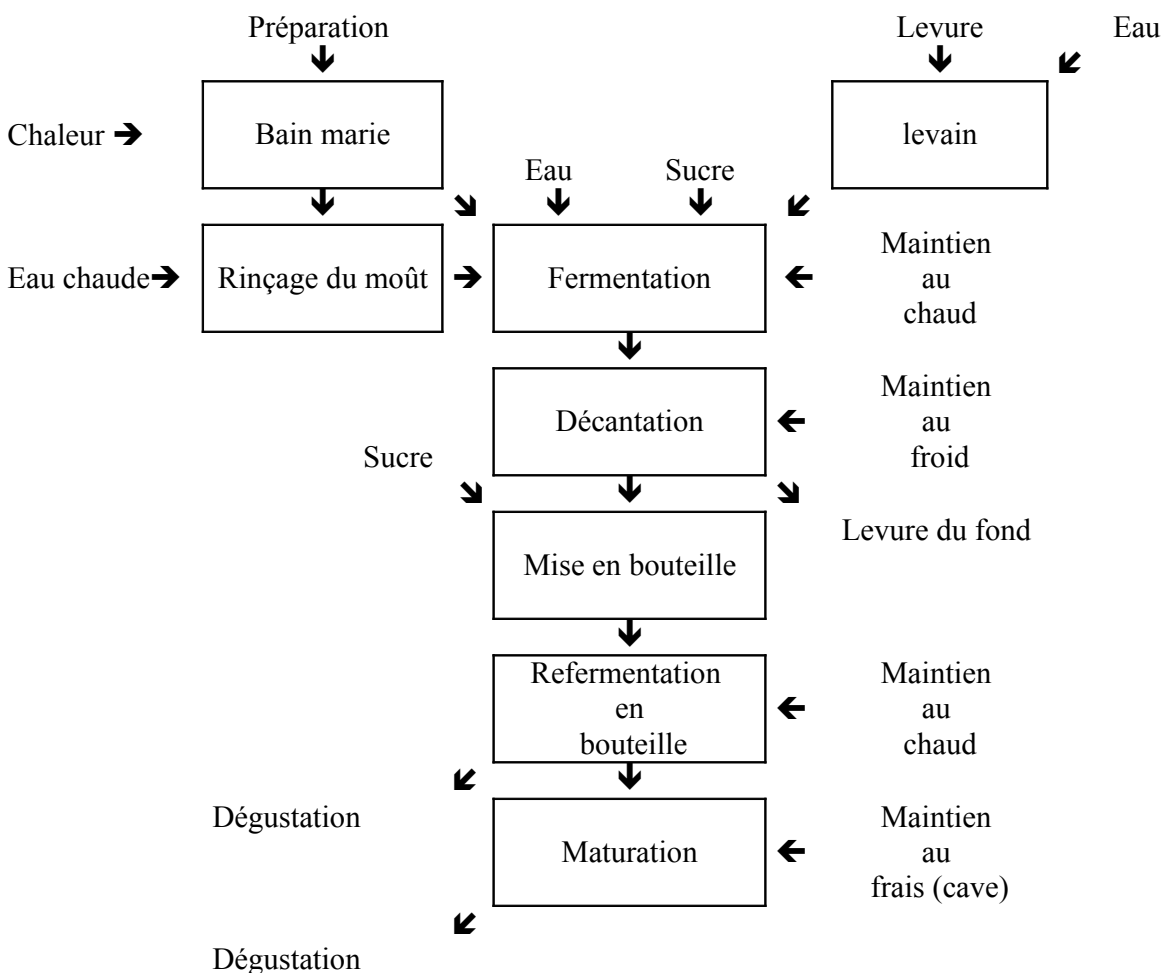 Préparation
Levure
Eau
Chaleur
Bain marie
levain
Eau
Sucre
Eau chaude
Rinçage du moût
Fermentation
Maintien
au
chaud
Décantation
Maintien
au
froid
Sucre
Levure du fond
Mise en bouteille
Refermentation
en
bouteille
Maintien
au
chaud
Dégustation
Maturation
Maintien
au
frais (cave)
Dégustation